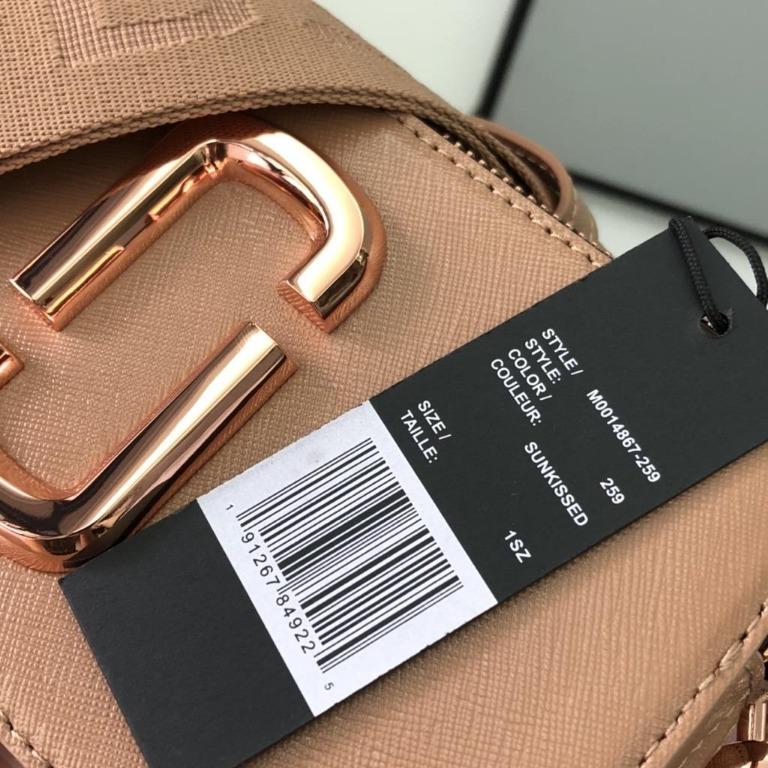 STYLE/
STYLE: M0014867-259
COLOR/ 259
COULEUR: SUNKISSED
SIZE/
TAILLE: 1SZ
1 91267 84922 5